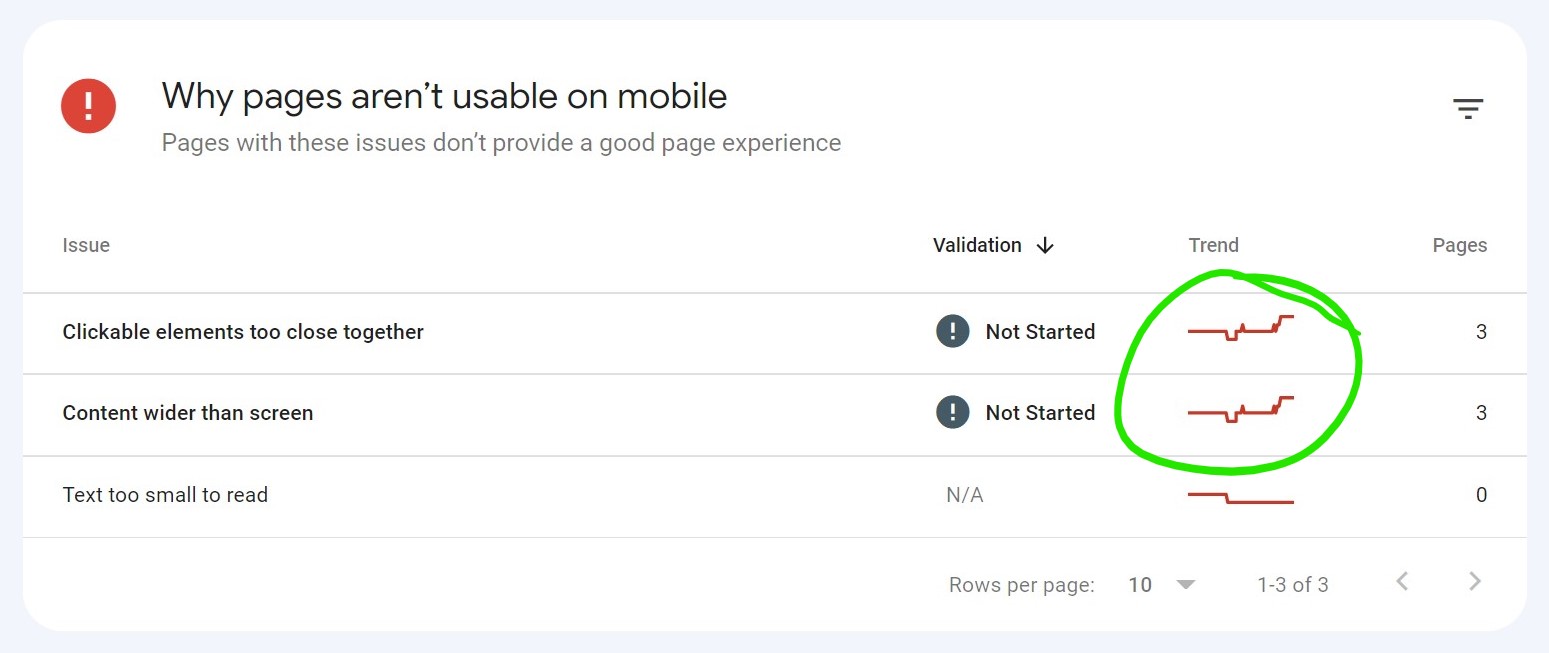 Why pages aren’t usable on mobile
Pages with these issues don’t provide a good page experience
Issue Validation Trend Pages
Clickable elements too close together Not Started 3
Content wider than screen Not Started 3
Text too small to read N/A 0
Rows per page: 10 1-3 of 3